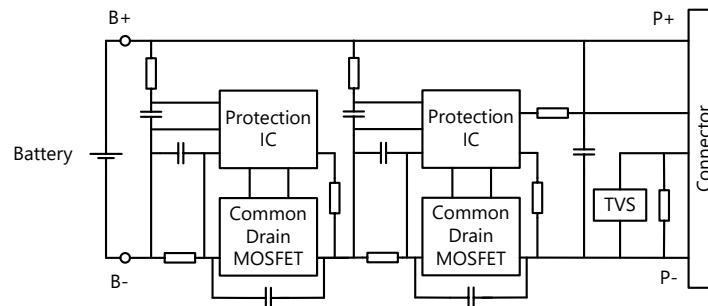 B+
P+
Protection
IC
Protection
IC
Battery
Common
Drain
MOSFET
Common
Drain
MOSFET
TVS
Connector
B-
P-